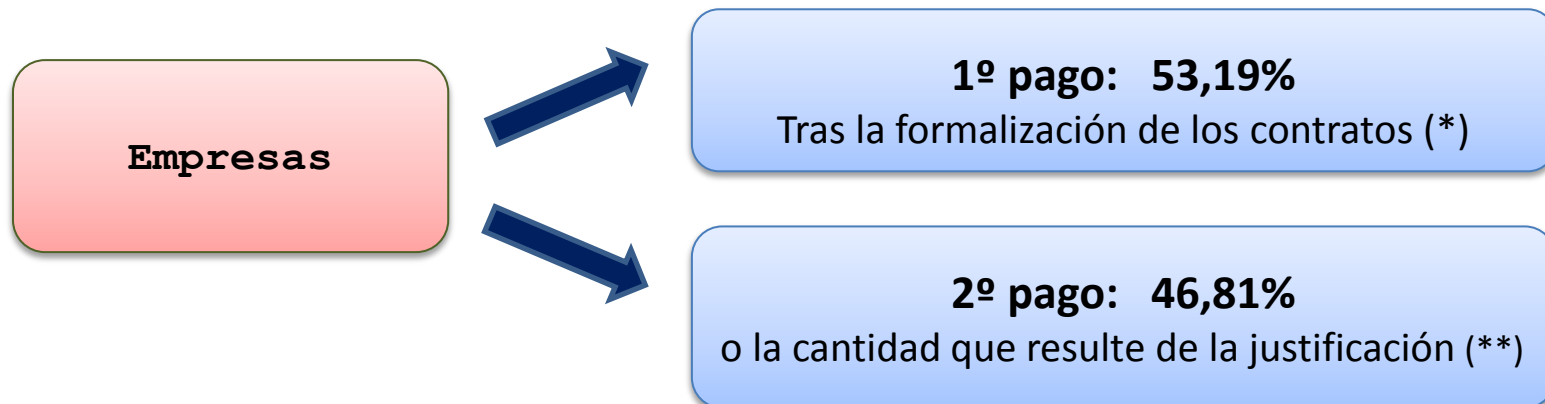 Empresas
1º pago: 53,19%
Tras la formalización de los contratos (*)
2º pago: 46,81%
o la cantidad que resulte de la justificación (**)